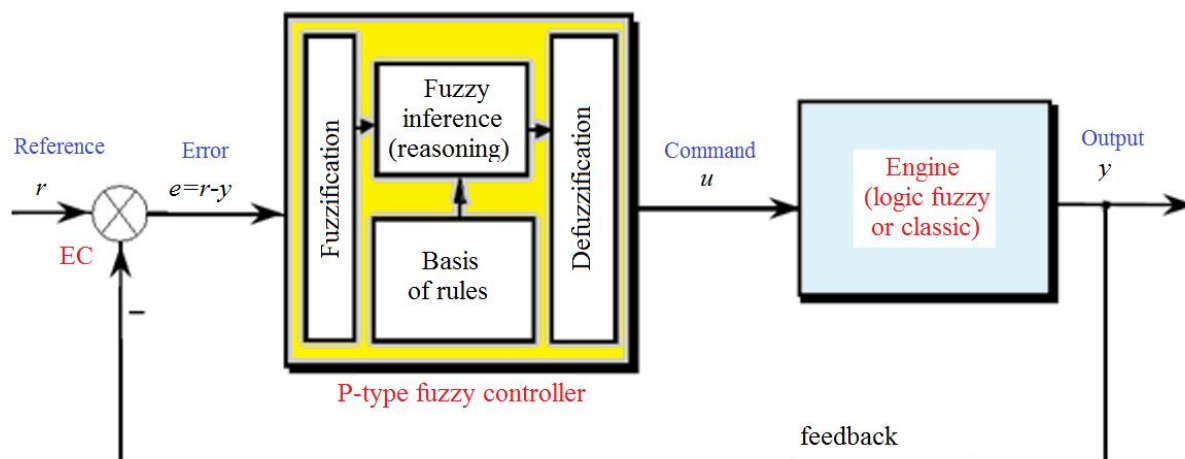 Reference
r
EC
Error
e=r-y
Fuzzification
Fuzzy
inference
(reasoning)
Basis
of rules
Defuzzification
P-type fuzzy controller
Command
u
Engine
(logic fuzzy
or classic)
Output
y
–
feedback